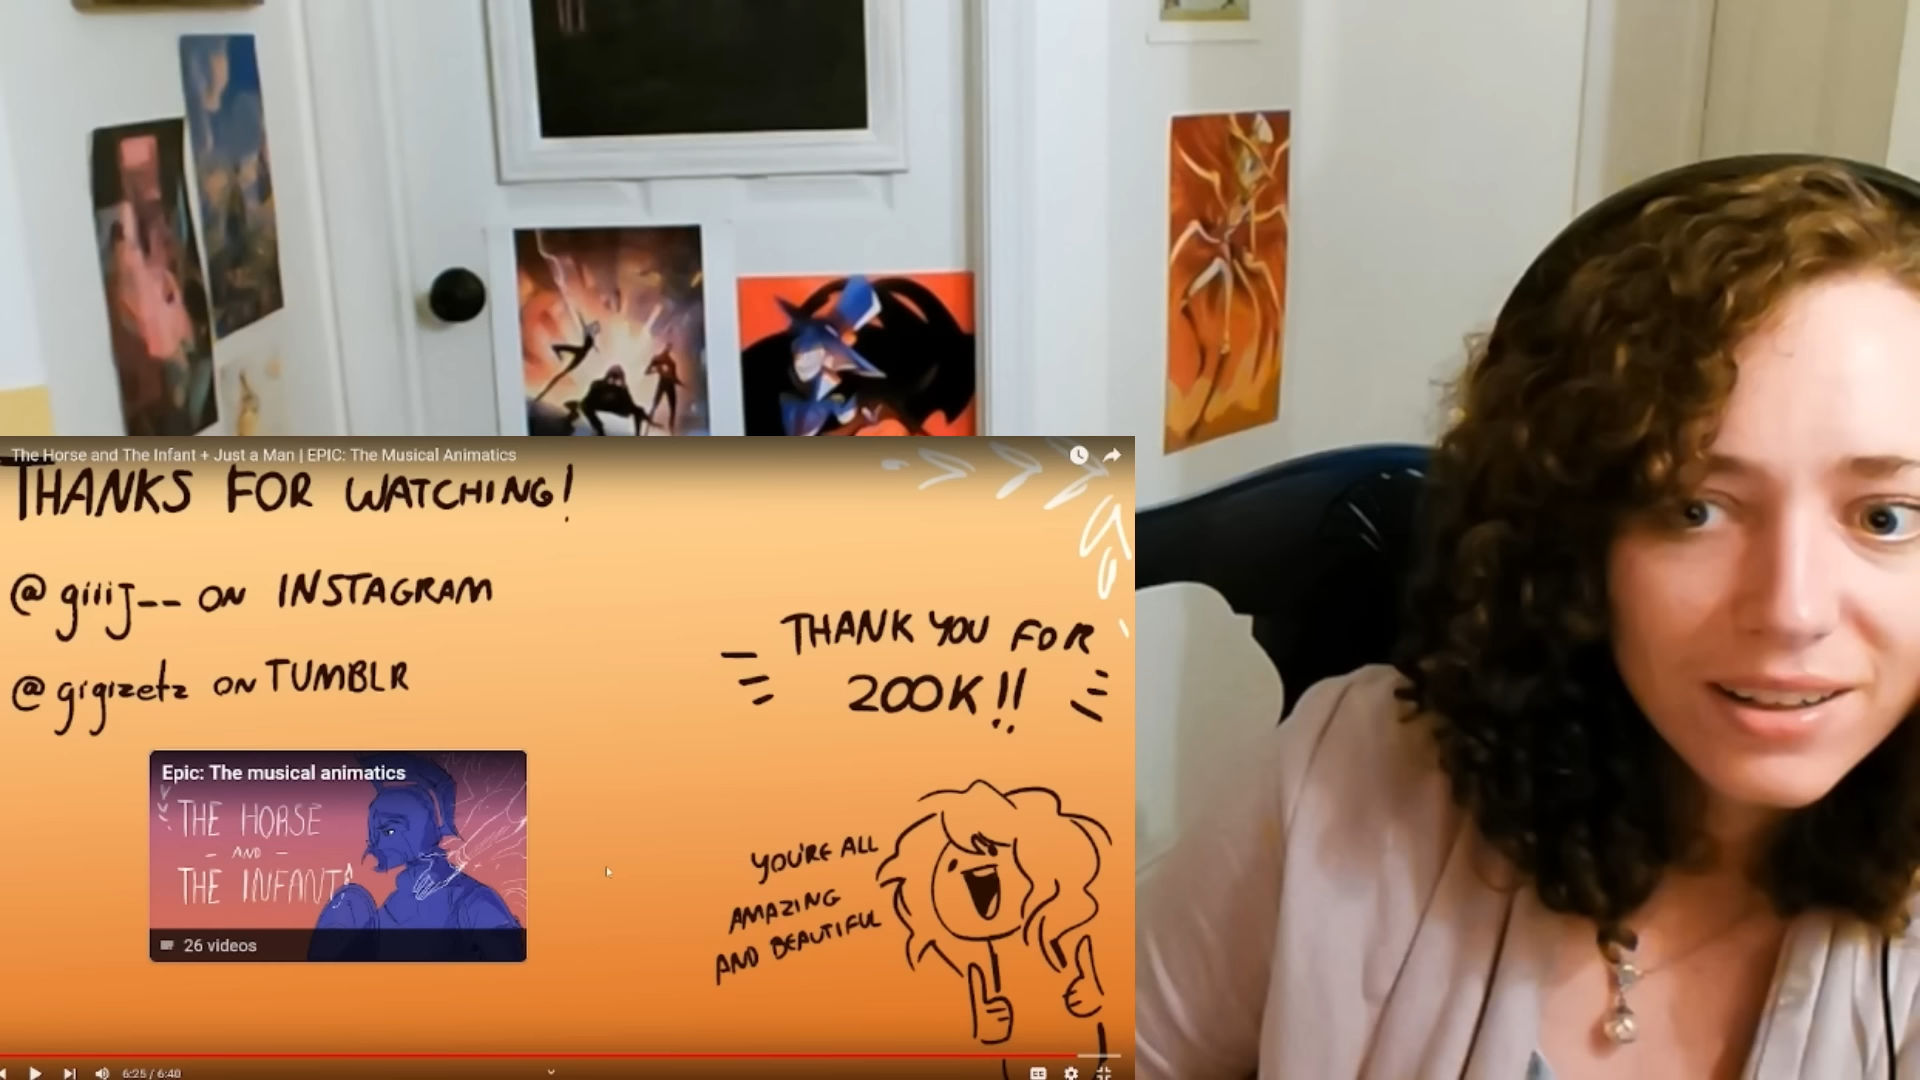 The Horse and The Infant + Just a Man | EPIC: The Musical Animatics
THANKS FOR WATCHING!
@giiij-- ON INSTAGRAM
@gigizetz ON TUMBLR
THANK YOU FOR
200K!!
Epic: The musical animatics
THE HORSE
- AND -
THE INFANT
26 videos
YOU'RE ALL
AMAZING
AND BEAUTIFUL
6:25 / 6:40